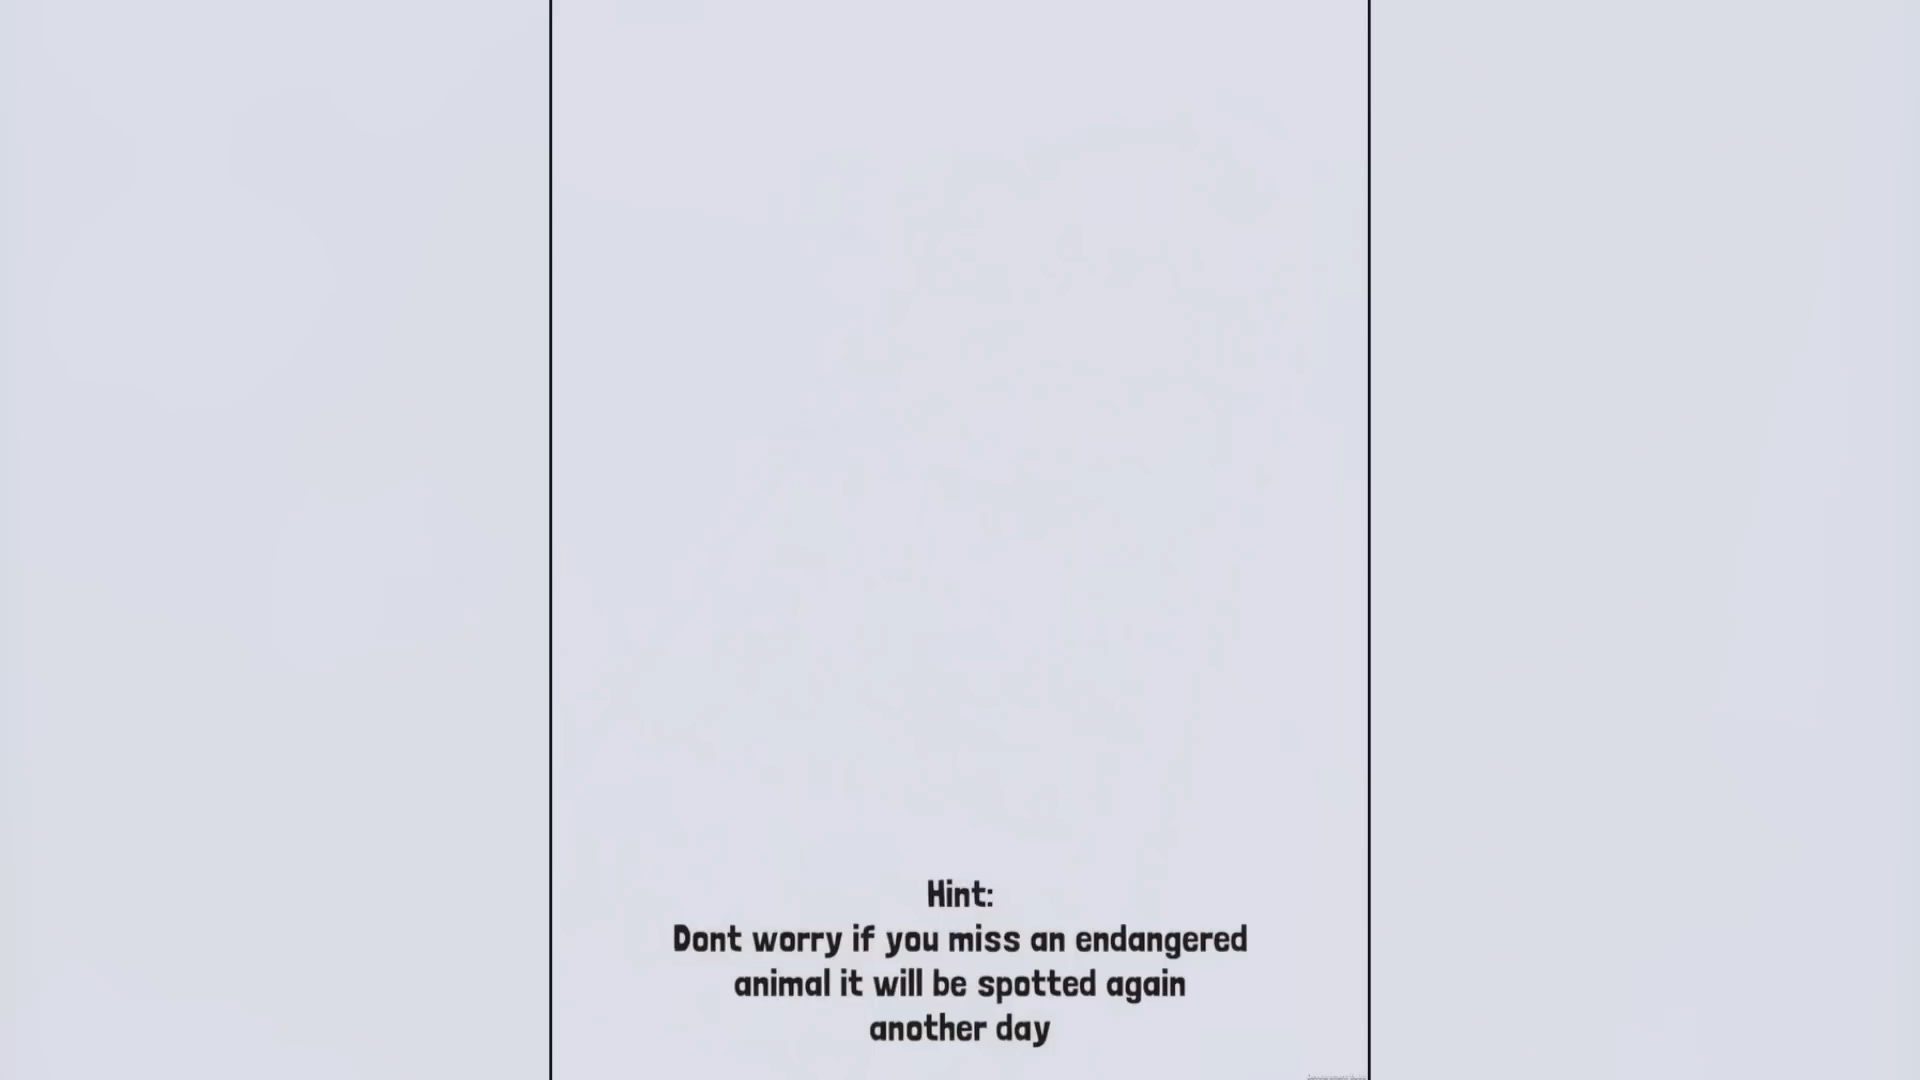 Hint:
Dont worry if you miss an endangered
animal it will be spotted again
another day